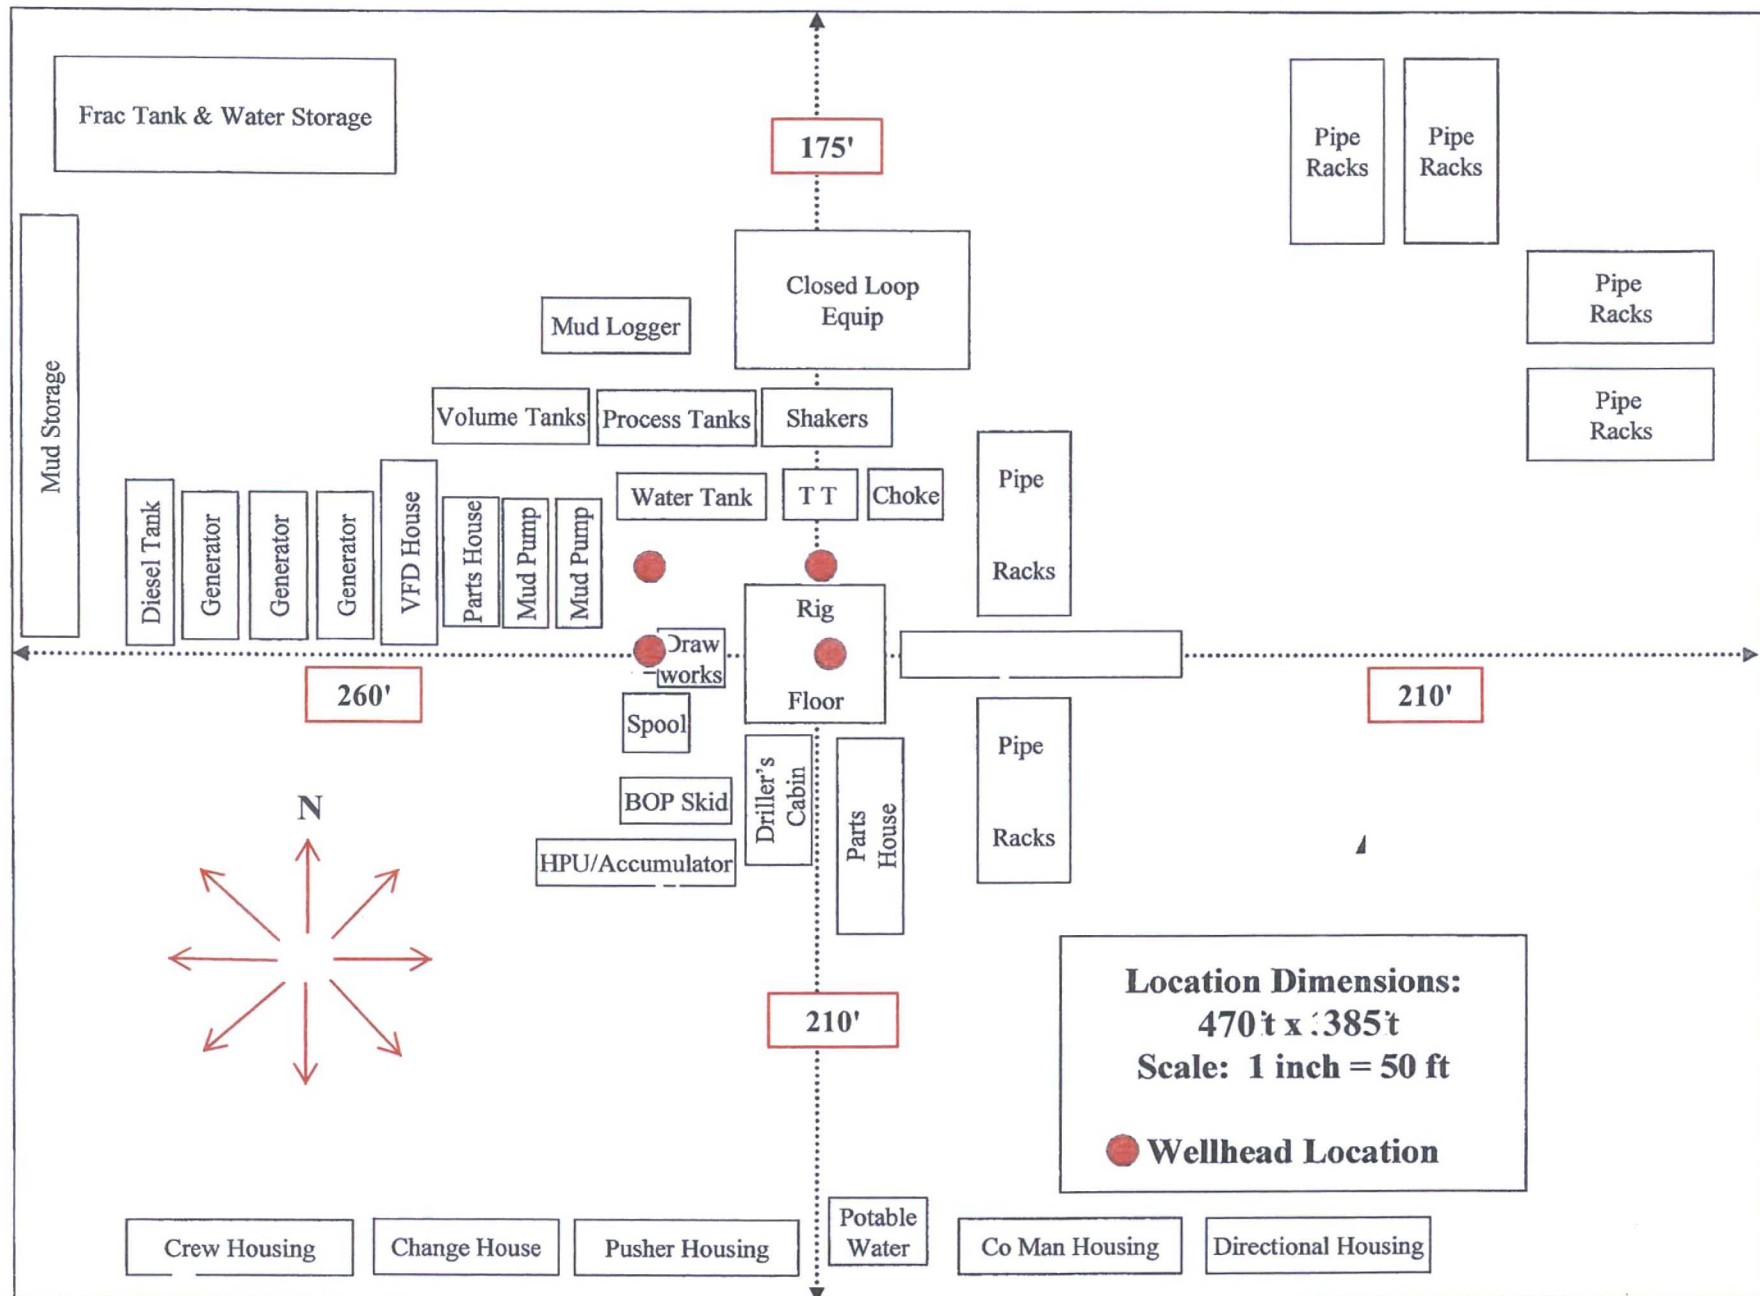 Frac Tank & Water Storage
175'
Pipe
Racks
Pipe
Racks
Closed Loop
Equip
Pipe
Racks
Mud Logger
Mud Storage
Volume Tanks
Process Tanks
Shakers
Pipe
Racks
Diesel Tank
Generator
Generator
Generator
VFD House
Parts House
Mud Pump
Mud Pump
Water Tank
T T
Choke
Pipe
Racks
Rig
Floor
Draw
works
260'
210'
Spool
BOP Skid
HPU/Accumulator
Driller's
Cabin
Parts
House
Pipe
Racks
N
210'
Location Dimensions:
470't x 385't
Scale: 1 inch = 50 ft
Wellhead Location
Crew Housing
Change House
Pusher Housing
Potable
Water
Co Man Housing
Directional Housing